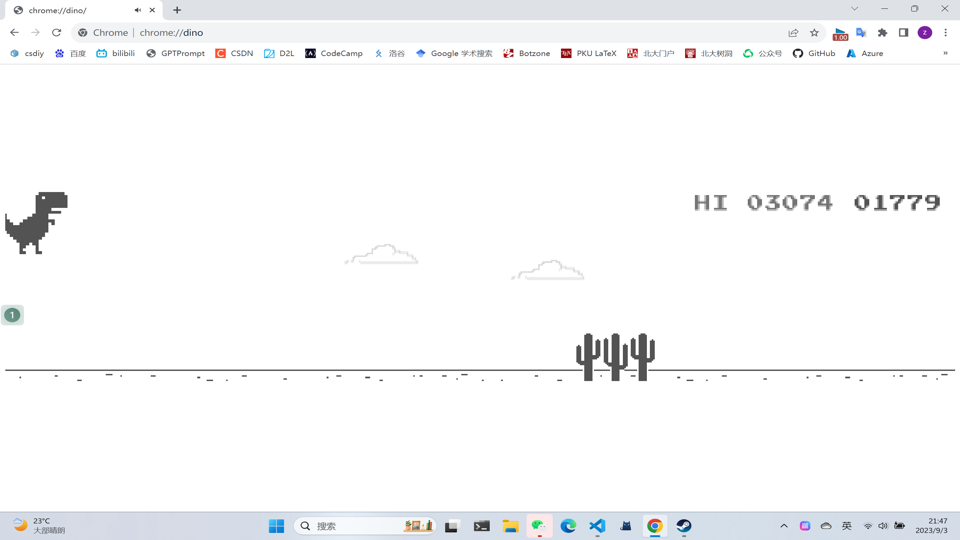 chrome://dino/
Chrome | chrome://dino
1.00
z
csdiy 百度 bilibili GPTPrompt CSDN D2L CodeCamp 洛谷 Google 学术搜索 Botzone PKU LaTeX 北大门户 北大树洞 公众号 GitHub Azure »
HI 03074 01779
1
23°C
大部晴朗
搜索
英
21:47
2023/9/3